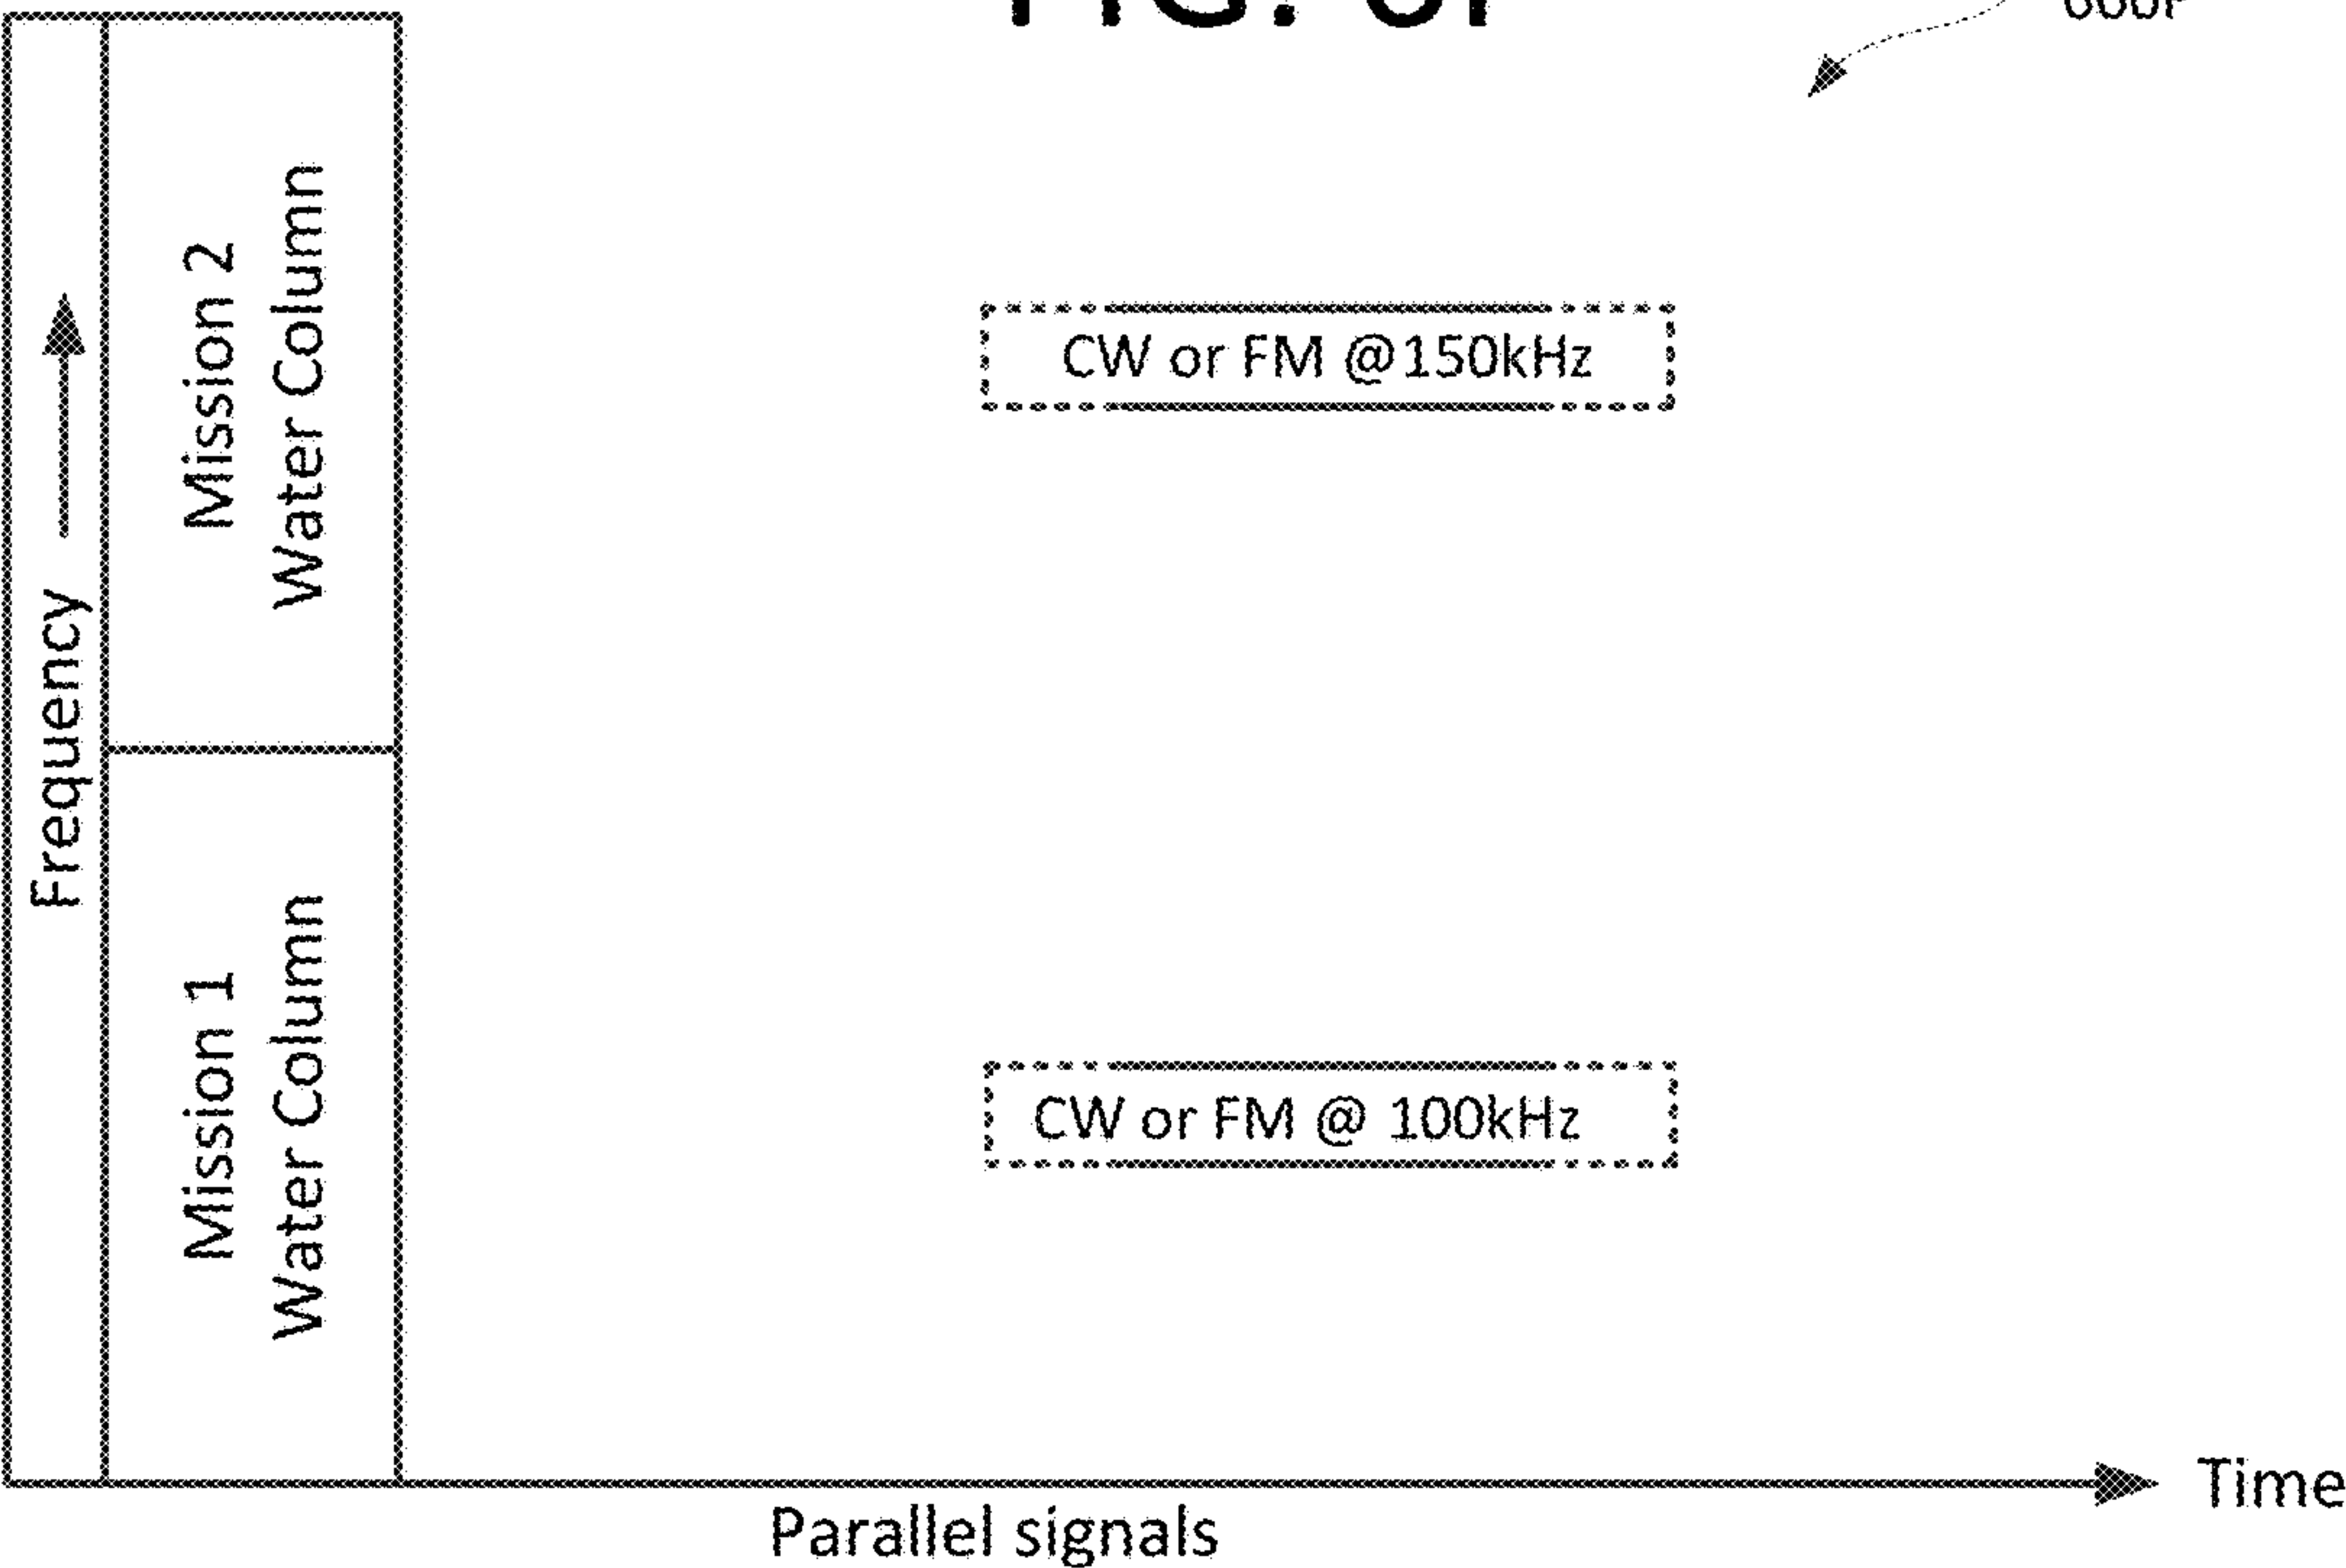 Frequency
Mission 2
Water Column
CW or FM @150kHz
Mission 1
Water Column
CW or FM @ 100kHz
Time
Parallel signals